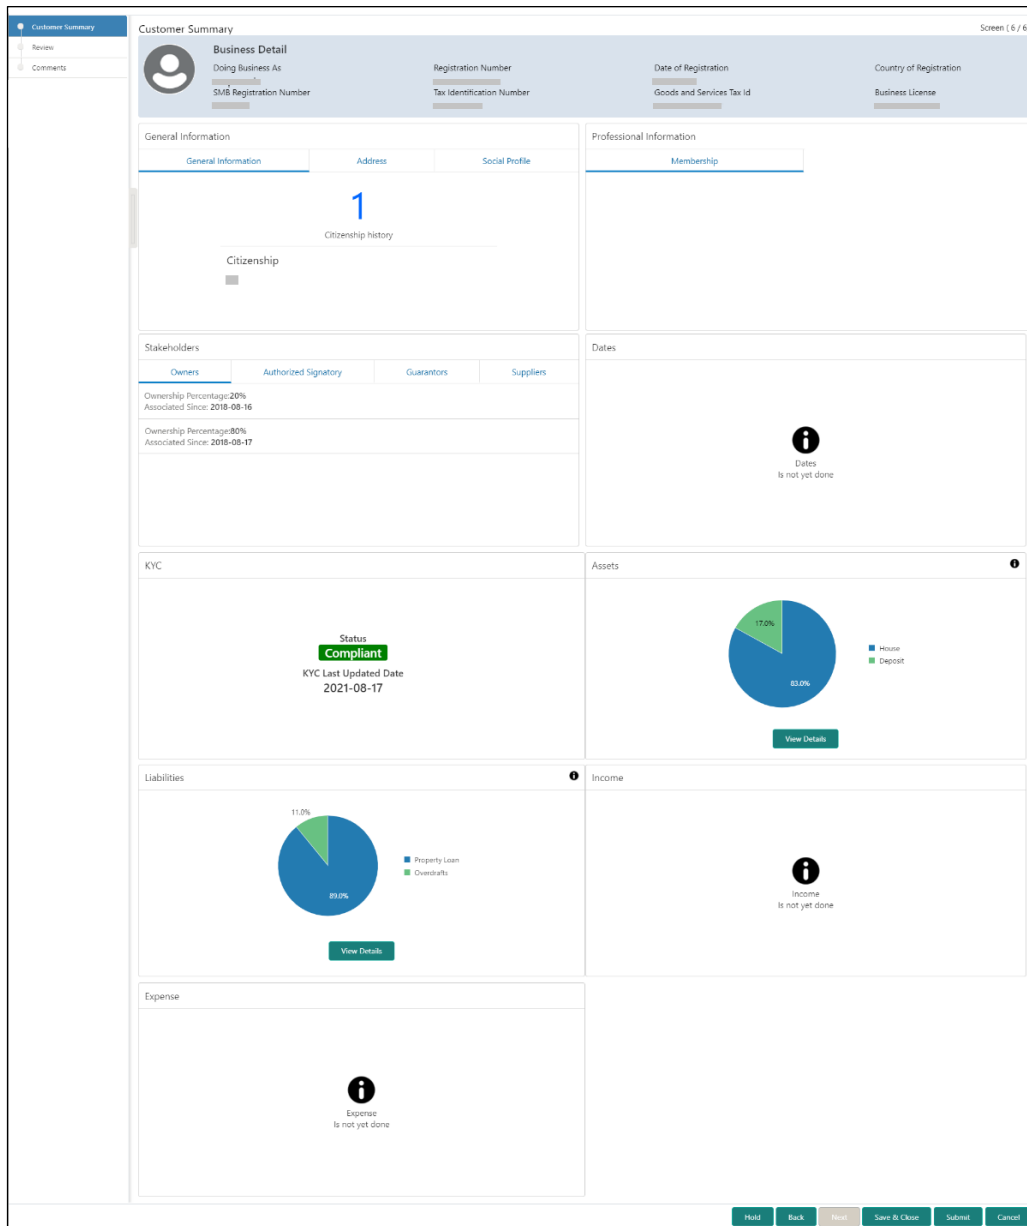 Customer Summary
Review
Comments
Customer Summary
Screen ( 6 / 6
Business Detail
Doing Business As
Registration Number
Date of Registration
Country of Registration
SMB Registration Number
Tax Identification Number
Goods and Services Tax Id
Business License
General Information
General Information
Address
Social Profile
1
Citizenship history
Citizenship
Professional Information
Membership
Stakeholders
Owners
Authorized Signatory
Guarantors
Suppliers
Ownership Percentage:20%
Associated Since: 2018-08-16
Ownership Percentage:80%
Associated Since: 2018-08-17
Dates
Dates
Is not yet done
KYC
Status
Compliant
KYC Last Updated Date
2021-08-17
Assets
17.0%
83.0%
House
Deposit
View Details
Liabilities
11.0%
89.0%
Property Loan
Overdrafts
View Details
Income
Income
Is not yet done
Expense
Expense
Is not yet done
Hold
Back
Next
Save & Close
Submit
Cancel